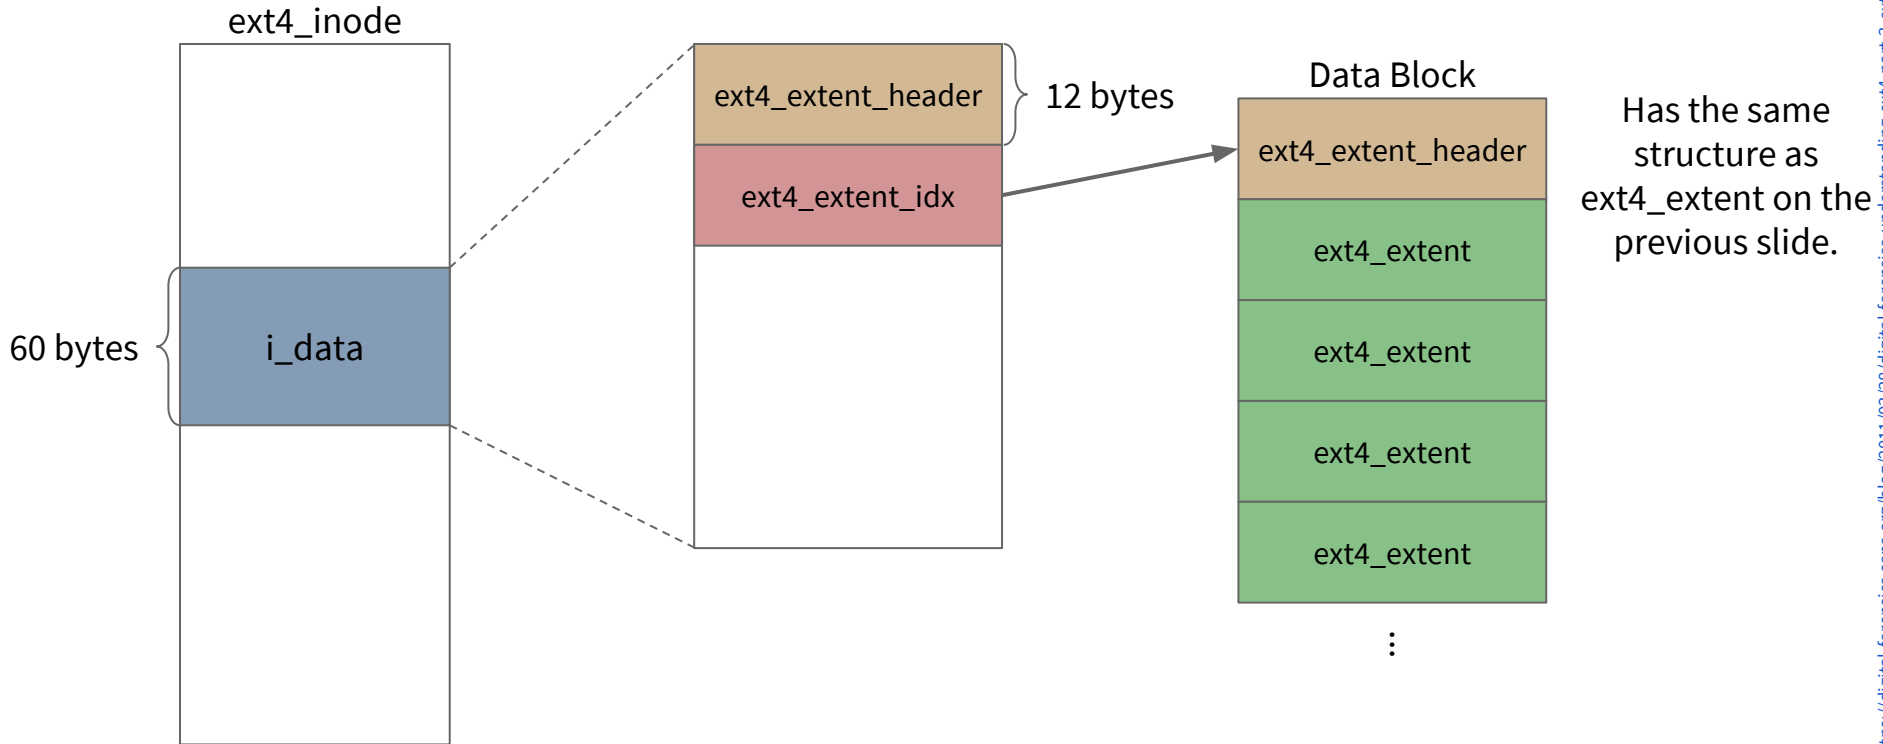 ext4_inode
60 bytes
i_data
ext4_extent_header
12 bytes
ext4_extent_idx
Data Block
ext4_extent_header
ext4_extent
ext4_extent
ext4_extent
ext4_extent
⋮
Has the same
structure as
ext4_extent on the
previous slide.